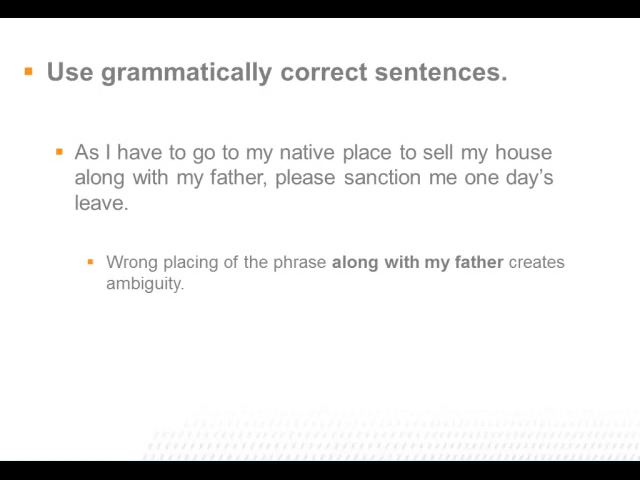 Use grammatically correct sentences.
As I have to go to my native place to sell my house
along with my father, please sanction me one day's
leave.
Wrong placing of the phrase along with my father creates
ambiguity.